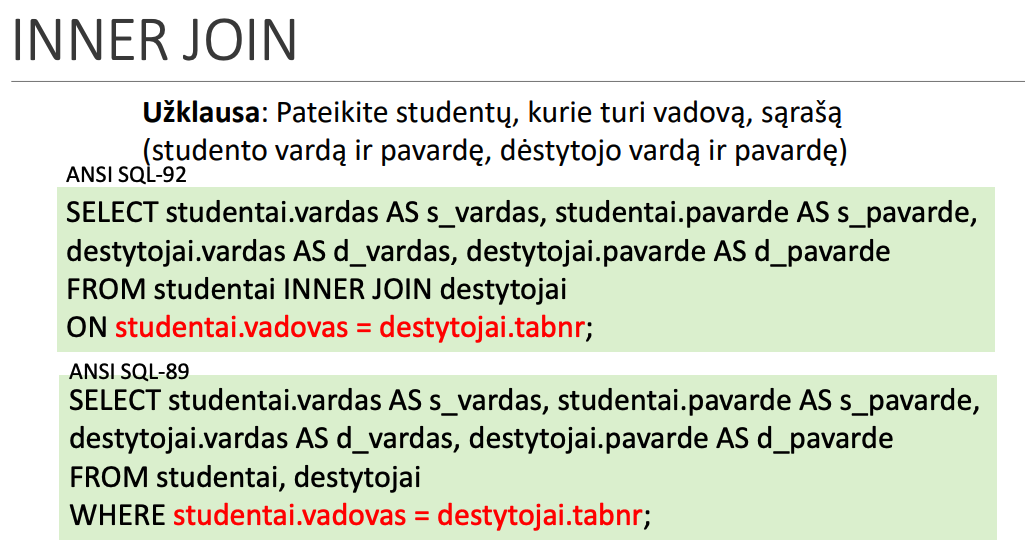 INNER JOIN
Užklausa: Pateikite studentų, kurie turi vadovą, sąrašą
(studento vardą ir pavardę, dėstytojo vardą ir pavardę)
ANSI SQL-92
SELECT studentai.vardas AS s_vardas, studentai.pavarde AS s_pavarde,
destytojai.vardas AS d_vardas, destytojai.pavarde AS d_pavarde
FROM studentai INNER JOIN destytojai
ON studentai.vadovas = destytojai.tabnr;
ANSI SQL-89
SELECT studentai.vardas AS s_vardas, studentai.pavarde AS s_pavarde,
destytojai.vardas AS d_vardas, destytojai.pavarde AS d_pavarde
FROM studentai, destytojai
WHERE studentai.vadovas = destytojai.tabnr;